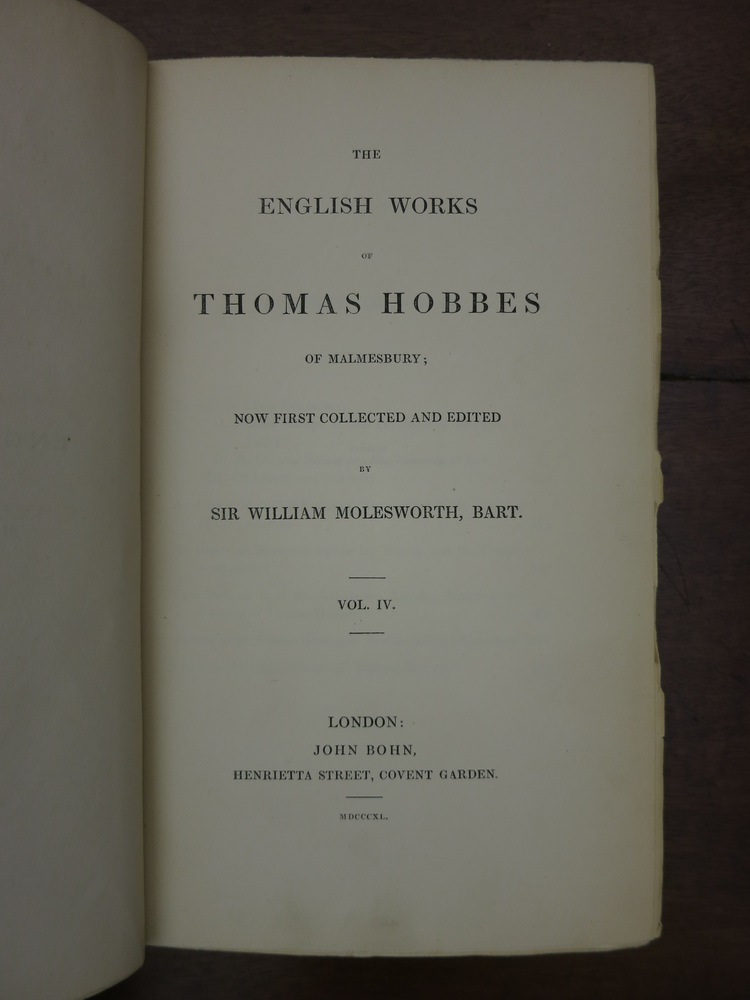 THE
ENGLISH WORKS
OF
THOMAS HOBBES
OF MALMESBURY;
NOW FIRST COLLECTED AND EDITED
BY
SIR WILLIAM MOLESWORTH, BART.
VOL. IV.
LONDON:
JOHN BOHN,
HENRIETTA STREET, COVENT GARDEN.
MDCCCXL.